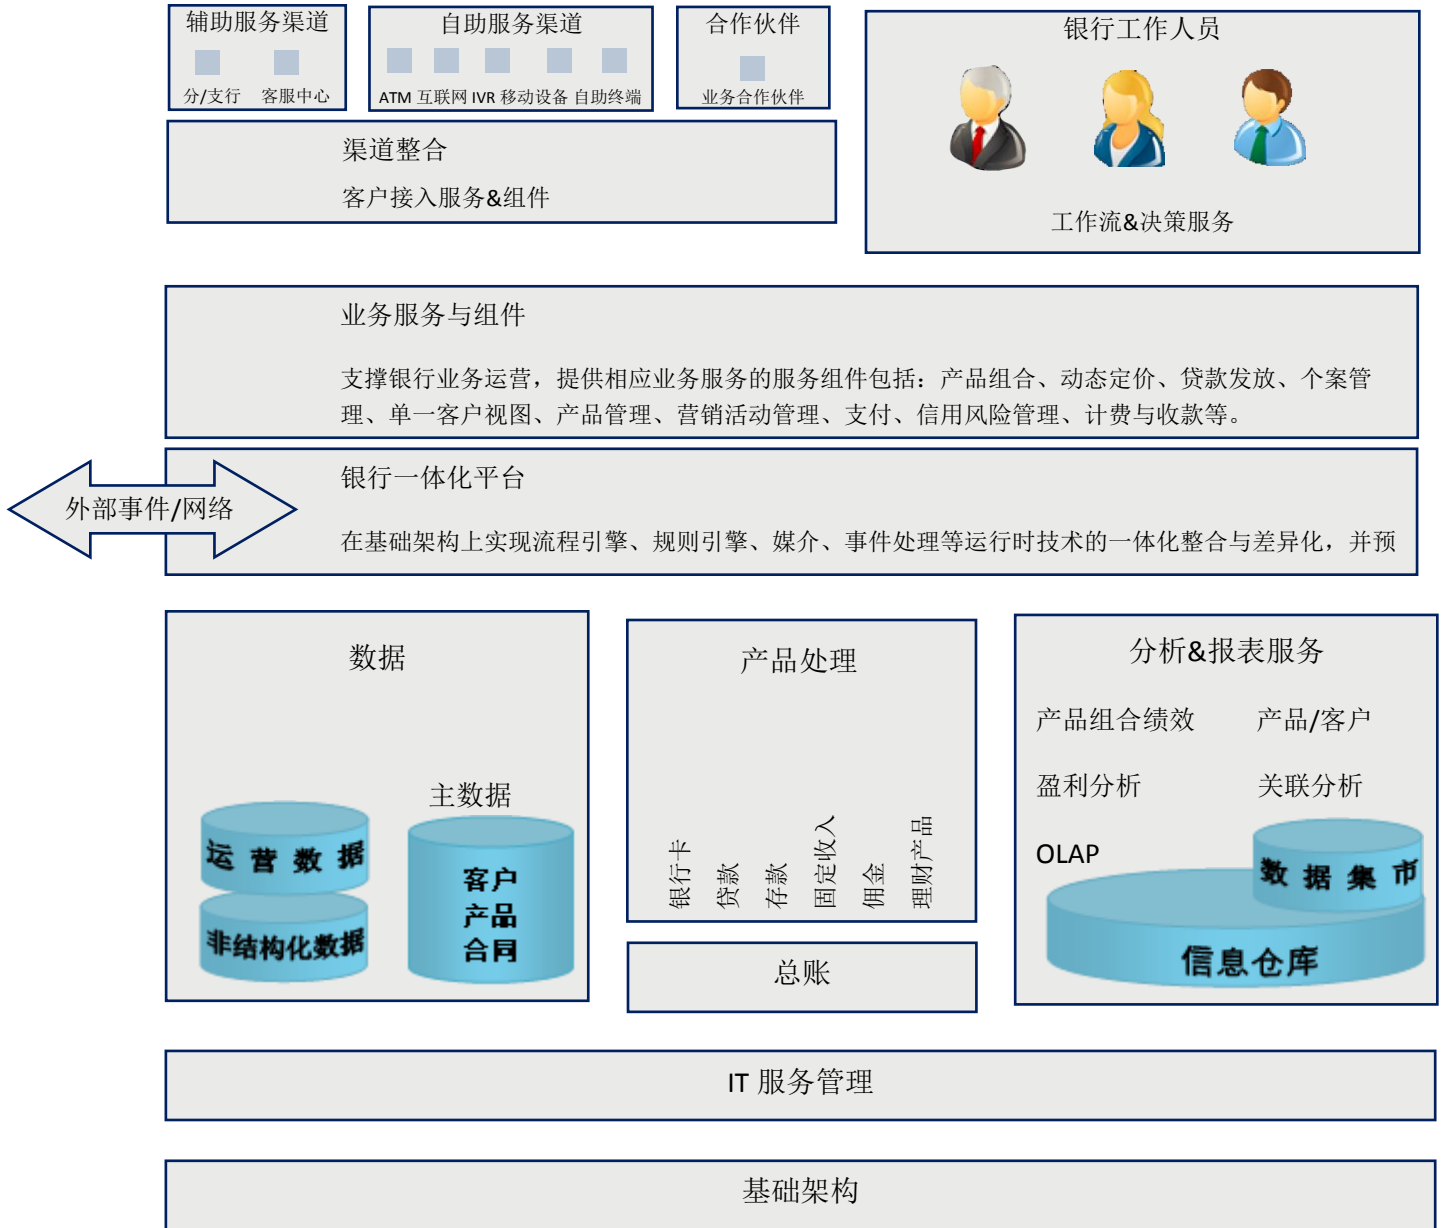 辅助服务渠道
分/支行 客服中心
自助服务渠道
ATM 互联网 IVR 移动设备 自助终端
合作伙伴
业务合作伙伴
银行工作人员
工作流&决策服务
渠道整合
客户接入服务&组件
业务服务与组件
支撑银行业务运营，提供相应业务服务的服务组件包括：产品组合、动态定价、贷款发放、个案管
理、单一客户视图、产品管理、营销活动管理、支付、信用风险管理、计费与收款等。
外部事件/网络
银行一体化平台
在基础架构上实现流程引擎、规则引擎、媒介、事件处理等运行时技术的一体化整合与差异化，并预
数据
主数据
运营数据
非结构化数据
客户
产品
合同
产品处理
银行卡
贷款
存款
固定收入
佣金
理财产品
总账
分析&报表服务
产品组合绩效 产品/客户
盈利分析 关联分析
OLAP
数据集市
信息仓库
IT 服务管理
基础架构